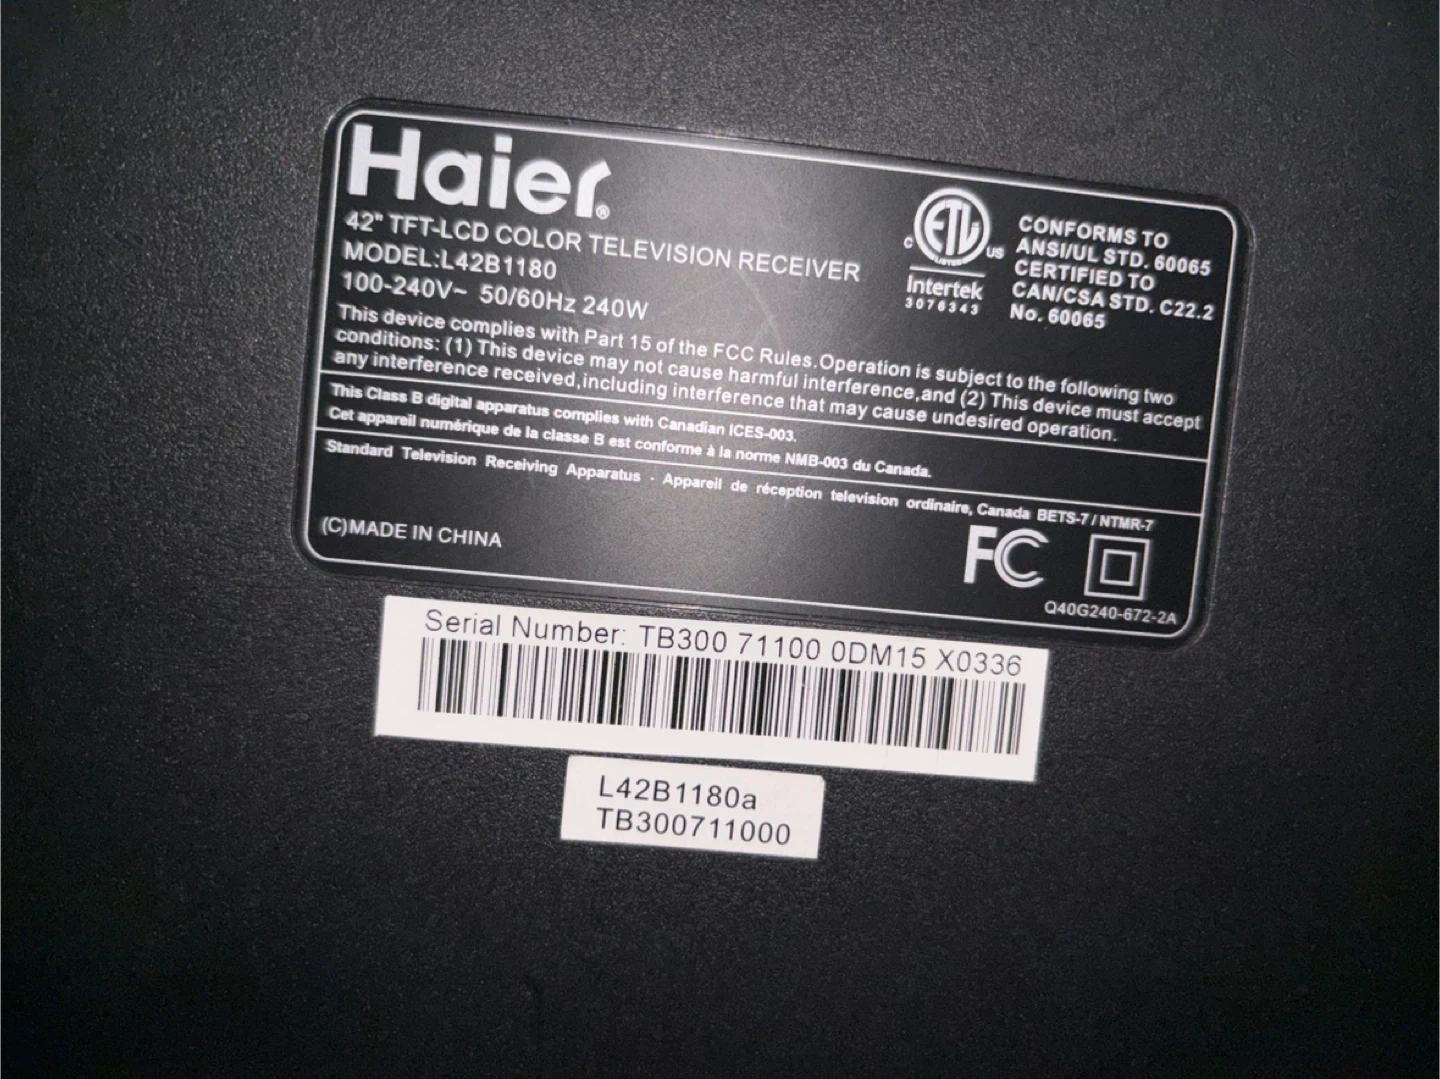 Haier®
42" TFT-LCD COLOR TELEVISION RECEIVER
MODEL:L42B1180
100-240V~ 50/60Hz 240W
ETL
C US
LISTED
Intertek
3076343
CONFORMS TO
ANSI/UL STD. 60065
CERTIFIED TO
CAN/CSA STD. C22.2
No. 60065
This device complies with Part 15 of the FCC Rules.Operation is subject to the following two
conditions: (1) This device may not cause harmful interference,and (2) This device must accept
any interference received,including interference that may cause undesired operation.
This Class B digital apparatus complies with Canadian ICES-003.
Cet appareil numérique de la classe B est conforme à la norme NMB-003 du Canada.
Standard Television Receiving Apparatus - Appareil de réception television ordinaire, Canada BETS-7 / NTMR-7
(C)MADE IN CHINA
FC
Q40G240-672-2A
Serial Number: TB300 71100 0DM15 X0336
L42B1180a
TB300711000